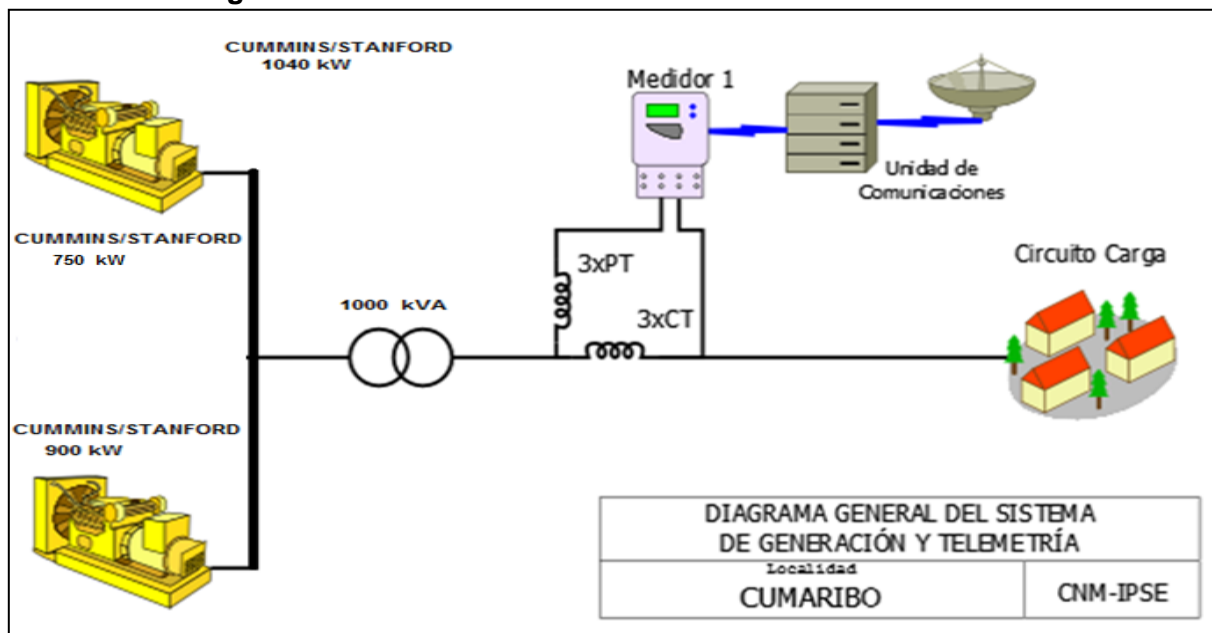 CUMMINS/STANFORD
1040 kW
Medidor 1
Unidad de
Comunicaciones
CUMMINS/STANFORD
750 kW
3xPT
Circuito Carga
1000 kVA
3xCT
CUMMINS/STANFORD
900 kW
DIAGRAMA GENERAL DEL SISTEMA
DE GENERACIÓN Y TELEMETRÍA
Localidad
CUMARIBO
CNM-IPSE